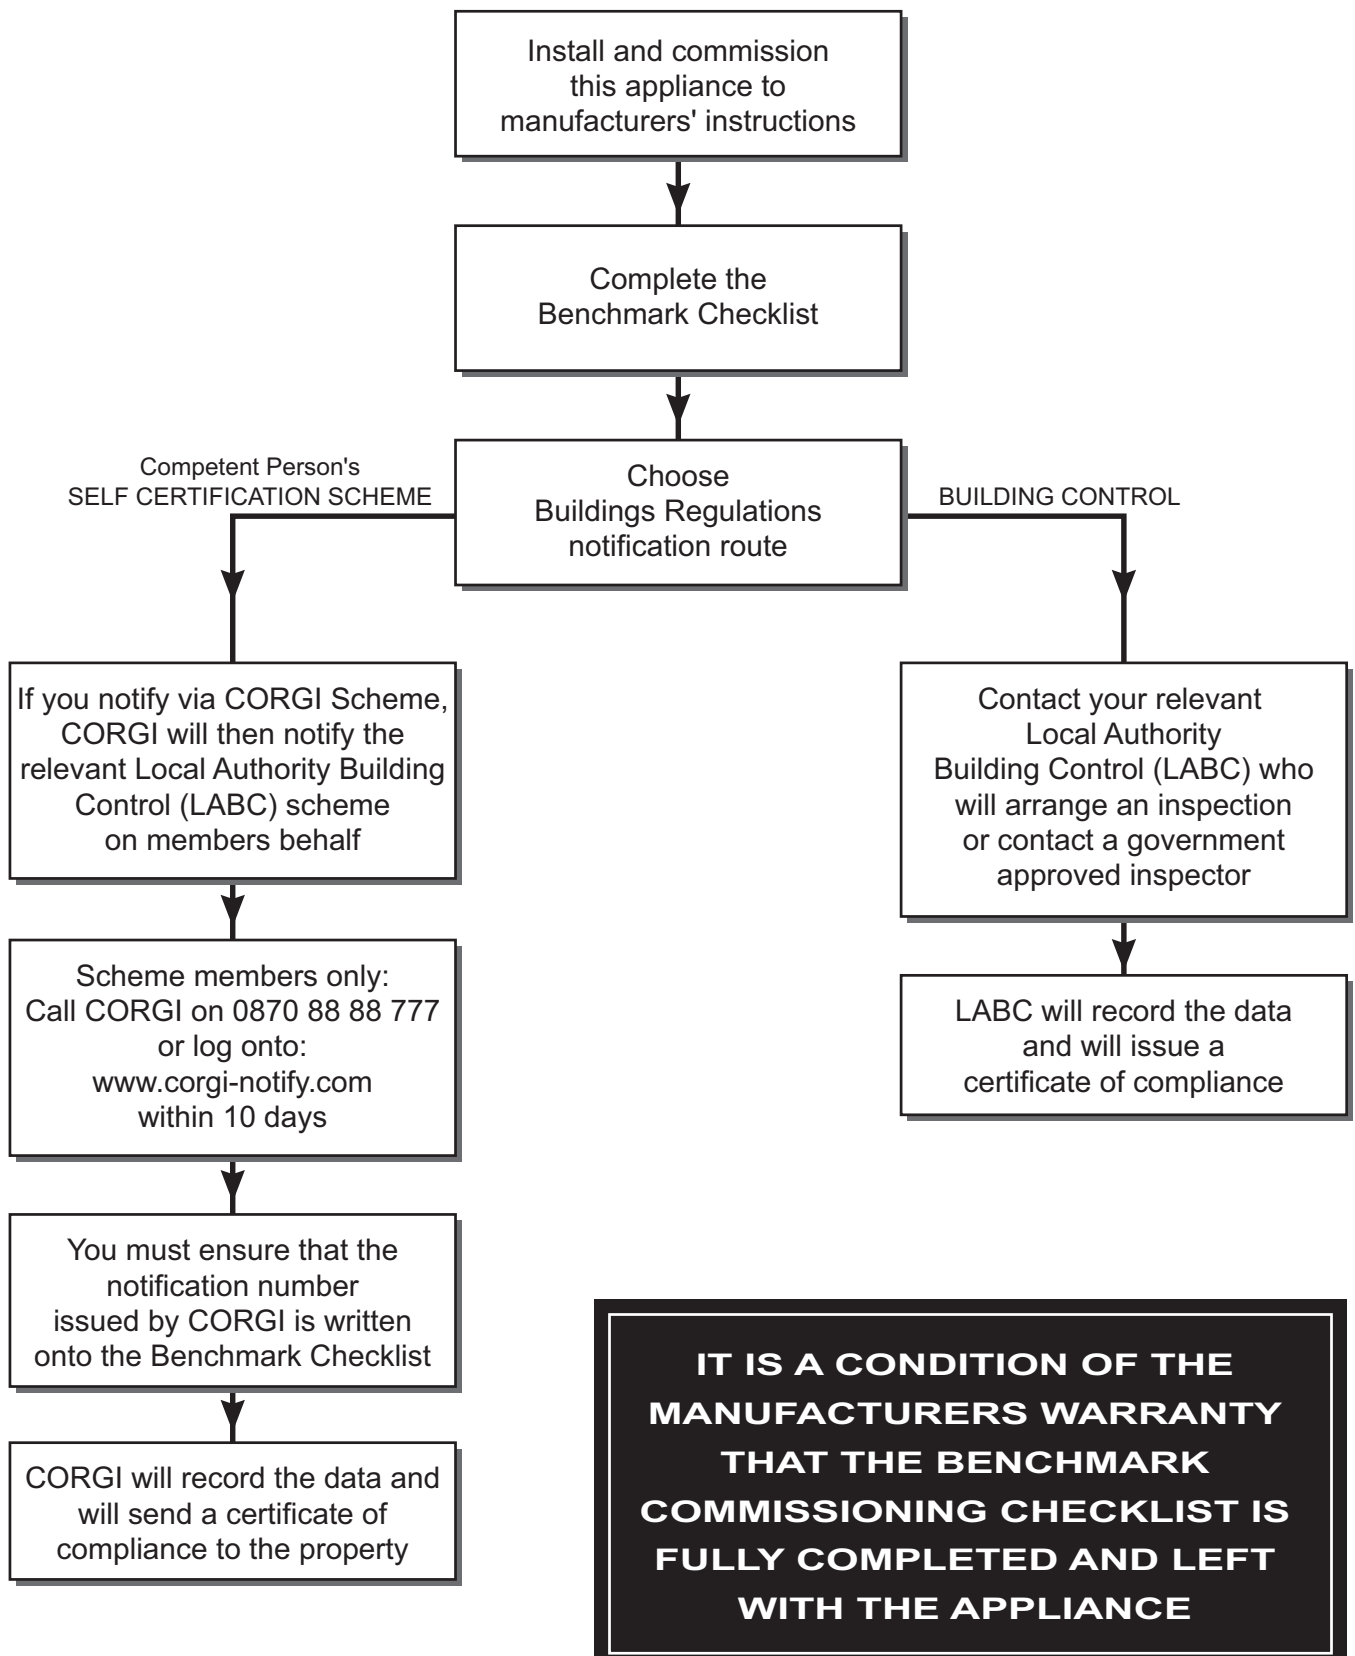 Install and commission
this appliance to
manufacturers' instructions
Complete the
Benchmark Checklist
Choose
Buildings Regulations
notification route
Competent Person's
SELF CERTIFICATION SCHEME
BUILDING CONTROL
If you notify via CORGI Scheme,
CORGI will then notify the
relevant Local Authority Building
Control (LABC) scheme
on members behalf
Scheme members only:
Call CORGI on 0870 88 88 777
or log onto:
www.corgi-notify.com
within 10 days
You must ensure that the
notification number
issued by CORGI is written
onto the Benchmark Checklist
CORGI will record the data and
will send a certificate of
compliance to the property
Contact your relevant
Local Authority
Building Control (LABC) who
will arrange an inspection
or contact a government
approved inspector
LABC will record the data
and will issue a
certificate of compliance
IT IS A CONDITION OF THE
MANUFACTURERS WARRANTY
THAT THE BENCHMARK
COMMISSIONING CHECKLIST IS
FULLY COMPLETED AND LEFT
WITH THE APPLIANCE